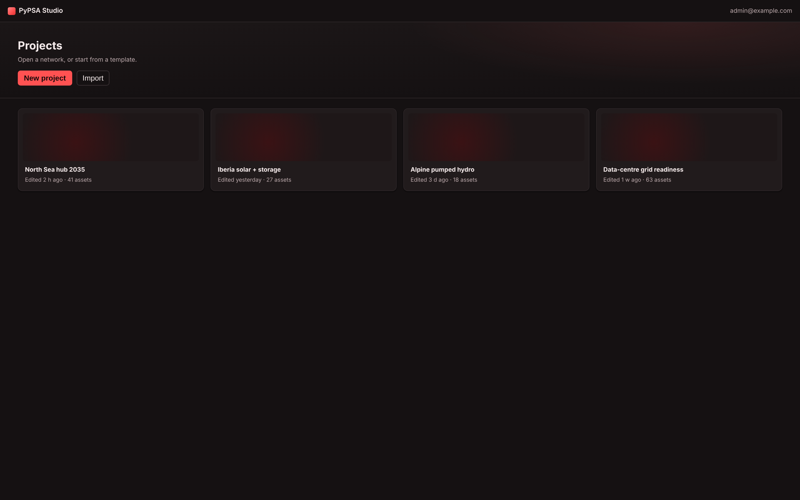 PyPSA Studio
admin@example.com
Projects
Open a network, or start from a template.
New project
Import
North Sea hub 2035
Edited 2 h ago · 41 assets
Iberia solar + storage
Edited yesterday · 27 assets
Alpine pumped hydro
Edited 3 d ago · 18 assets
Data-centre grid readiness
Edited 1 w ago · 63 assets